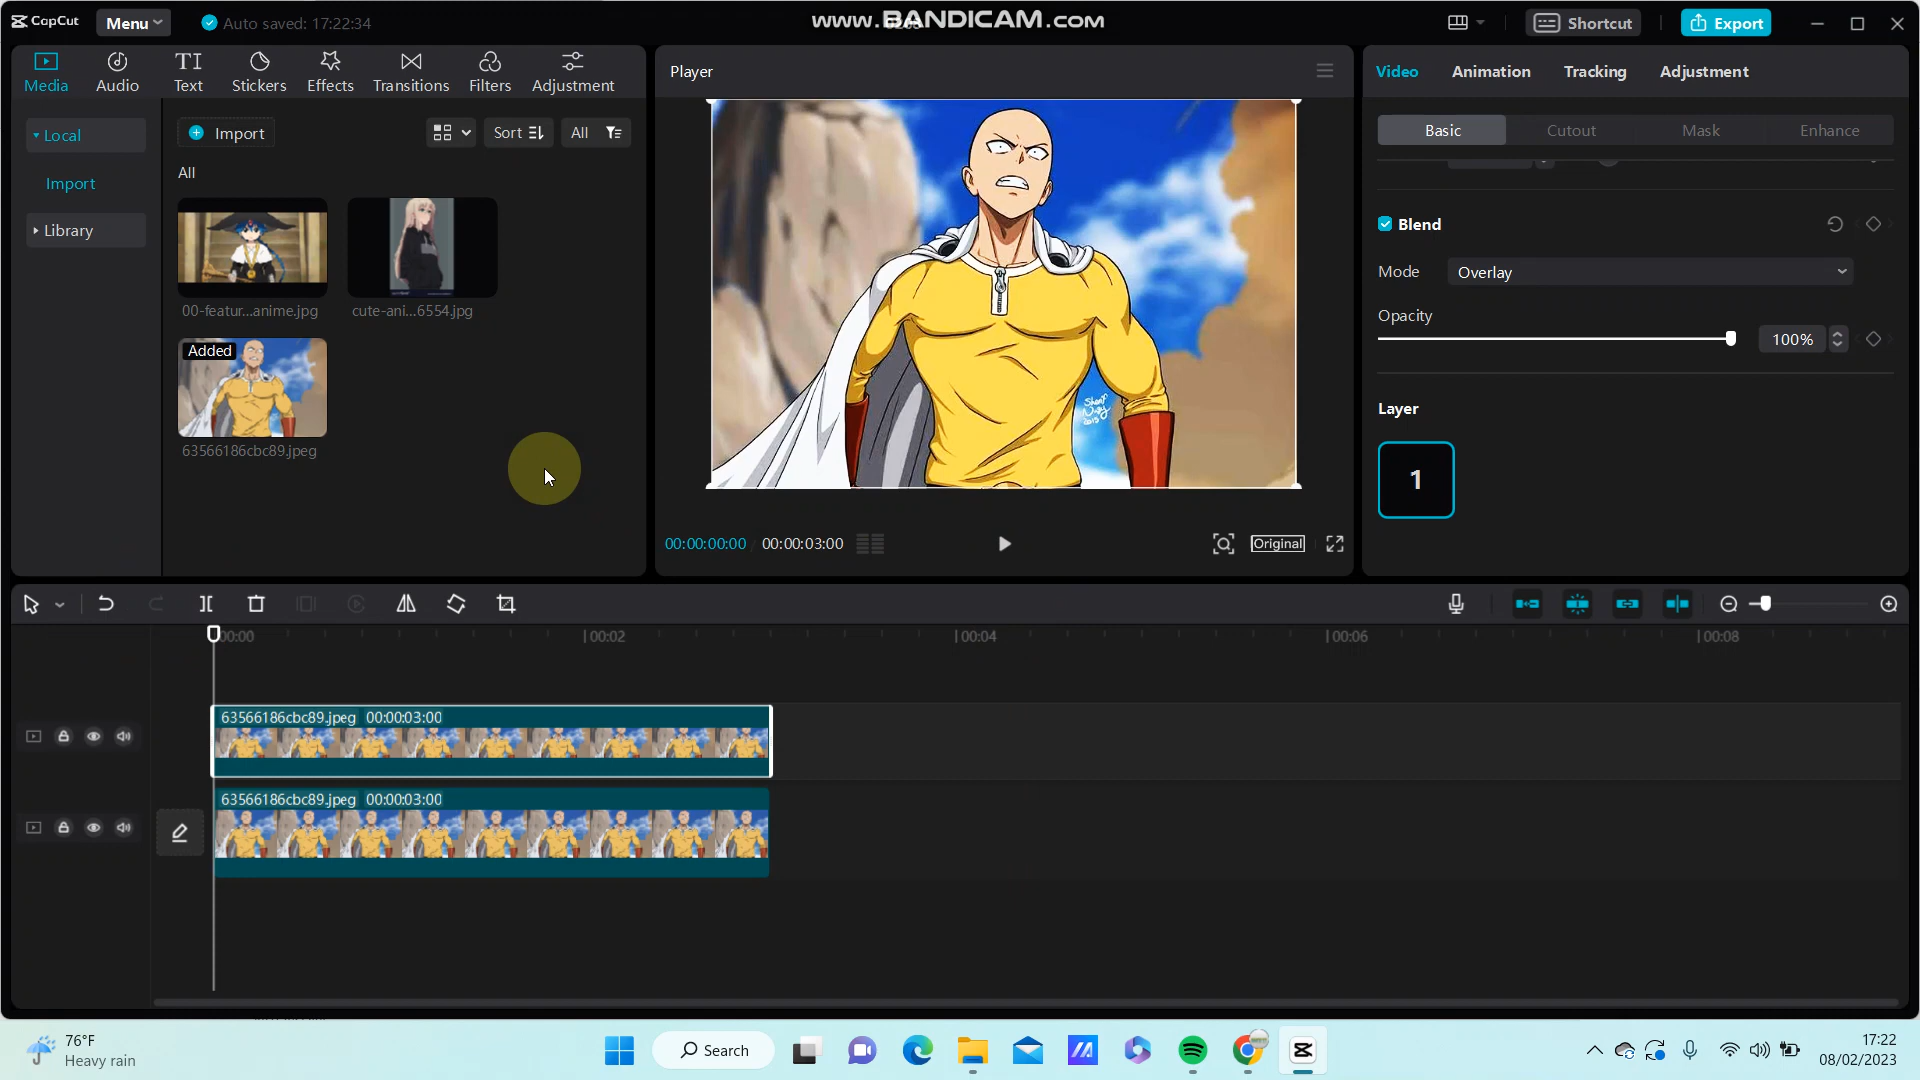 CapCut
Menu
Auto saved: 17:22:34
www.BANDICAM.com
Shortcut
Export
Media
Audio
Text
Stickers
Effects
Transitions
Filters
Adjustment
Local
Import
Library
Import
Sort
All
All
00-featur...anime.jpg
cute-ani...6554.jpg
Added
63566186cbc89.jpeg
Player
00:00:00:00
00:00:03:00
Original
Video
Animation
Tracking
Adjustment
Basic
Cutout
Mask
Enhance
Blend
Mode
Overlay
Opacity
100%
Layer
1
00:00
00:02
00:04
00:06
00:08
63566186cbc89.jpeg 00:00:03:00
63566186cbc89.jpeg 00:00:03:00
76°F
Heavy rain
Search
17:22
08/02/2023